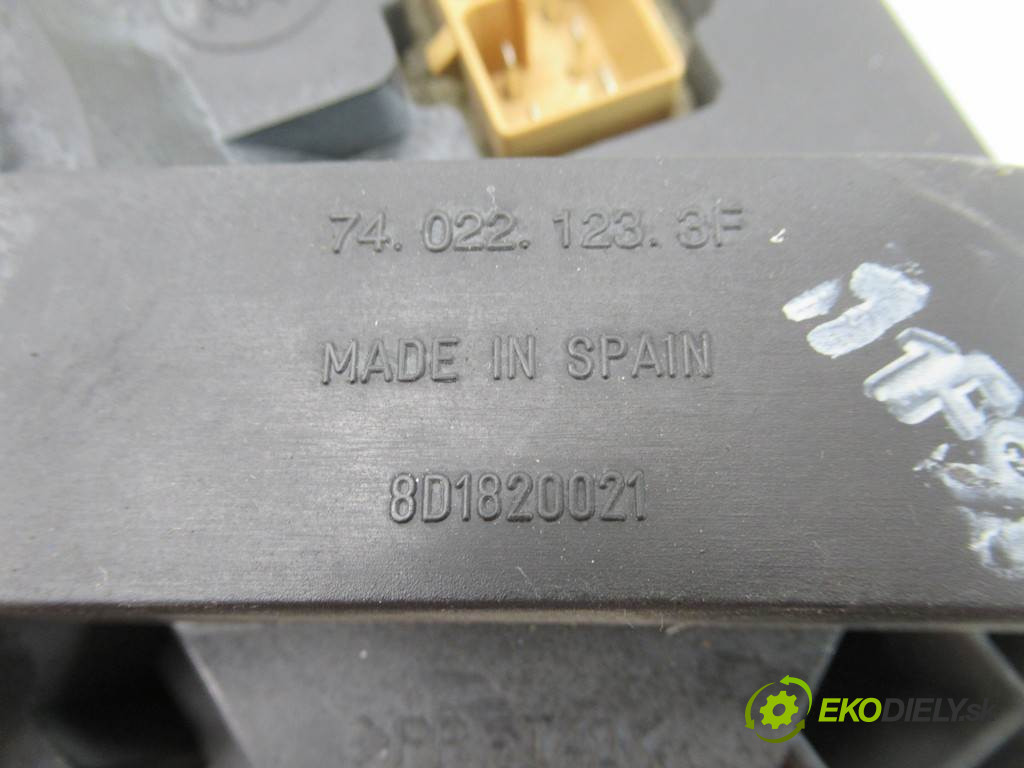 74. 022. 123. 3F
MADE IN SPAIN
8D1820021
EKODIELY.sk